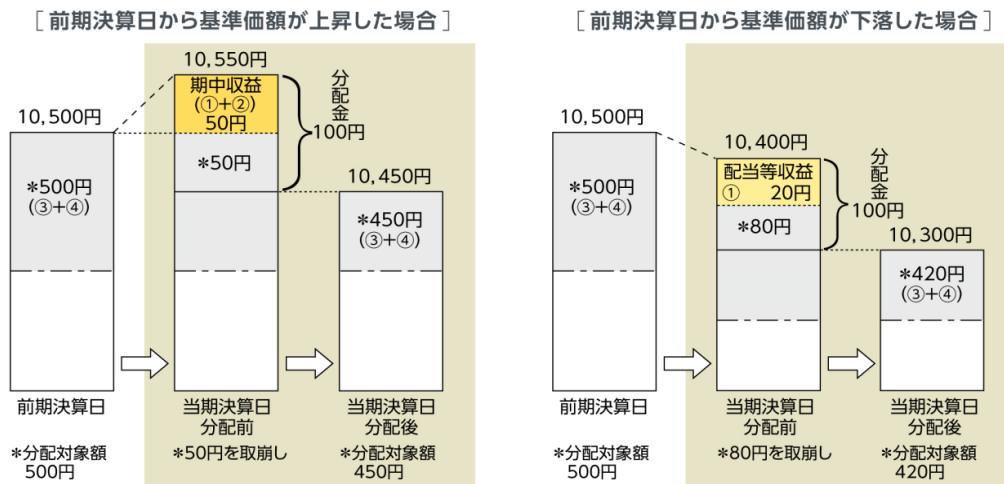 [前期決算日から基準価額が上昇した場合]
10,550円
期中収益
(①+②)
50円
分配金
100円
10,500円
*50円
10,450円
*500円
(③+④)
*450円
(③+④)
前期決算日
当期決算日
分配前
当期決算日
分配後
*分配対象額
500円
*50円を取崩し
*分配対象額
450円
[前期決算日から基準価額が下落した場合]
10,500円
10,400円
配当等収益
① 20円
分配金
100円
*500円
(③+④)
*80円
10,300円
*420円
(③+④)
前期決算日
当期決算日
分配前
当期決算日
分配後
*分配対象額
500円
*80円を取崩し
*分配対象額
420円